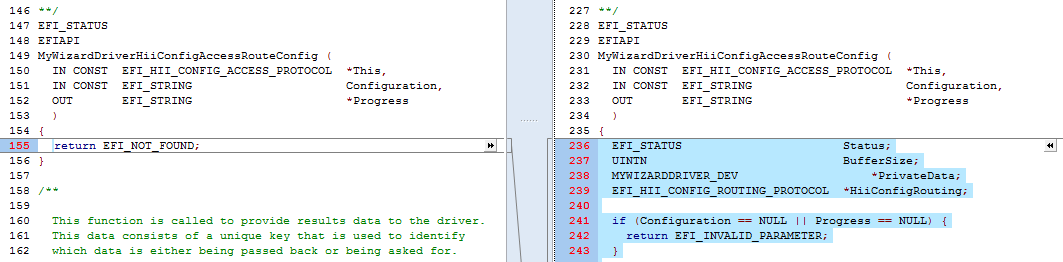 146 **/
147 EFI_STATUS
148 EFIAPI
149 MyWizardDriverHiiConfigAccessRouteConfig (
150   IN CONST  EFI_HII_CONFIG_ACCESS_PROTOCOL  *This,
151   IN CONST  EFI_STRING                      Configuration,
152   OUT       EFI_STRING                      *Progress
153   )
154 {
155   return EFI_NOT_FOUND;
156 }
157
158 /**
159
160   This function is called to provide results data to the driver.
161   This data consists of a unique key that is used to identify
162   which data is either being passed back or being asked for.
227 **/
228 EFI_STATUS
229 EFIAPI
230 MyWizardDriverHiiConfigAccessRouteConfig (
231   IN CONST  EFI_HII_CONFIG_ACCESS_PROTOCOL  *This,
232   IN CONST  EFI_STRING                      Configuration,
233   OUT       EFI_STRING                      *Progress
234   )
235 {
236   EFI_STATUS                       Status;
237   UINTN                            BufferSize;
238   MYWIZARDDRIVER_DEV                   *PrivateData;
239   EFI_HII_CONFIG_ROUTING_PROTOCOL  *HiiConfigRouting;
240
241   if (Configuration == NULL || Progress == NULL) {
242     return EFI_INVALID_PARAMETER;
243   }